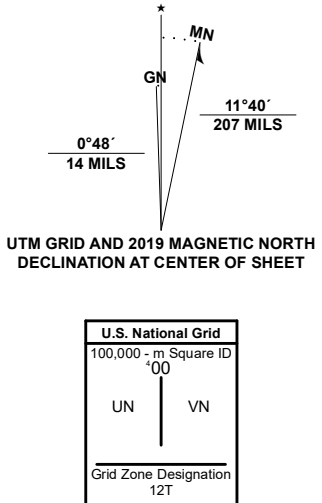 ★
MN
GN
11°40´
207 MILS
0°48´
14 MILS
UTM GRID AND 2019 MAGNETIC NORTH
DECLINATION AT CENTER OF SHEET
U.S. National Grid
100,000 - m Square ID
⁴00
UN VN
Grid Zone Designation
12T